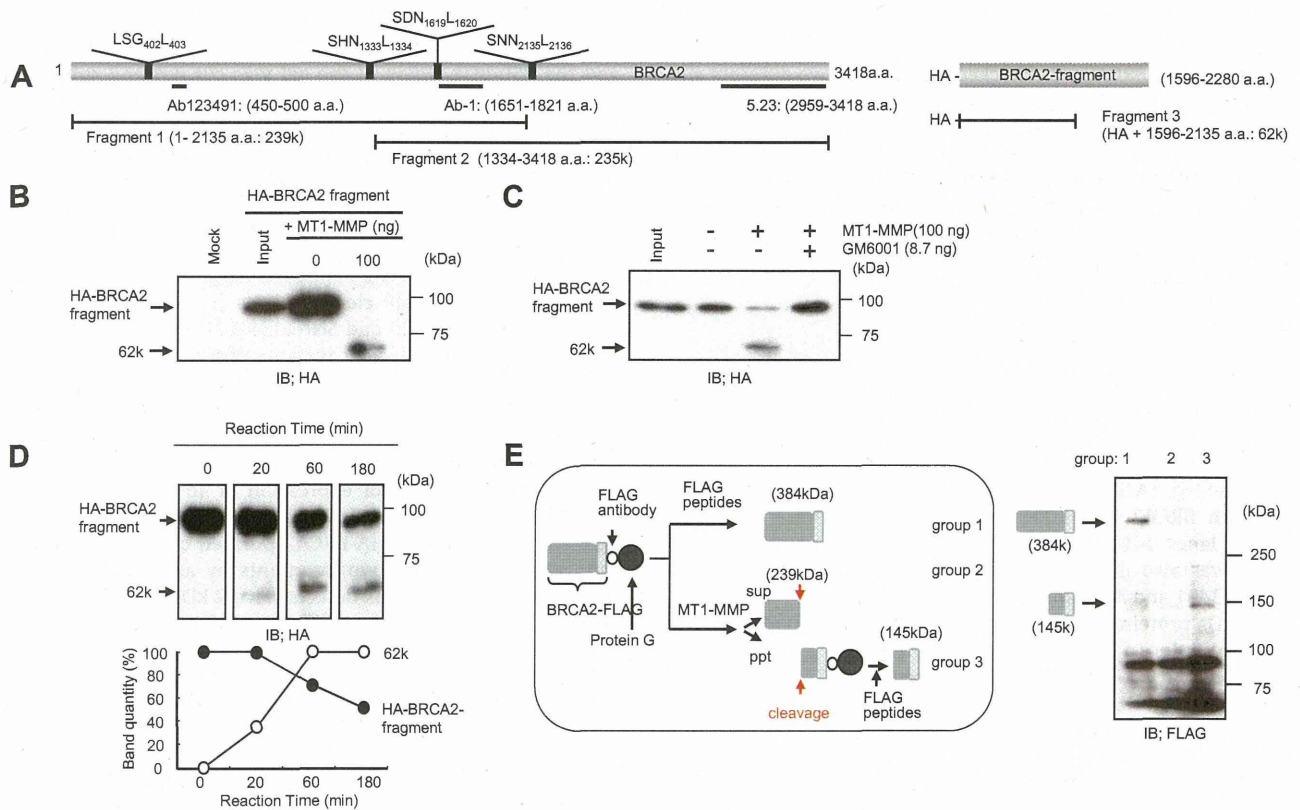 A
LSG402L403
SHN1333L1334
SDN1619L1620
SNN2135L2136
1
BRCA2
3418a.a.
Ab123491: (450-500 a.a.)
Ab-1: (1651-1821 a.a.)
5.23: (2959-3418 a.a.)
Fragment 1 (1- 2135 a.a.: 239k)
Fragment 2 (1334-3418 a.a.: 235k)
HA -
BRCA2-fragment
(1596-2280 a.a.)
HA
Fragment 3
(HA + 1596-2135 a.a.: 62k)
B
HA-BRCA2 fragment
+ MT1-MMP (ng)
Mock
Input
0
100
(kDa)
HA-BRCA2
fragment
100
75
62k
IB; HA
C
Input
- + + MT1-MMP(100 ng)
- - + GM6001 (8.7 ng)
(kDa)
HA-BRCA2
fragment
100
75
62k
IB; HA
D
Reaction Time (min)
0 20 60 180
(kDa)
HA-BRCA2
fragment
100
75
62k
IB; HA
Band quantity (%)
100
80
60
40
20
0
62k
HA-BRCA2-
fragment
0 20 60 180
Reaction Time (min)
E
FLAG
antibody
FLAG
peptides
(384kDa)
group 1
BRCA2-FLAG
Protein G
MT1-MMP
sup
(239kDa)
group 2
ppt
(145kDa)
group 3
cleavage
FLAG
peptides
group: 1 2 3
(kDa)
(384k)
250
(145k)
150
100
75
IB; FLAG